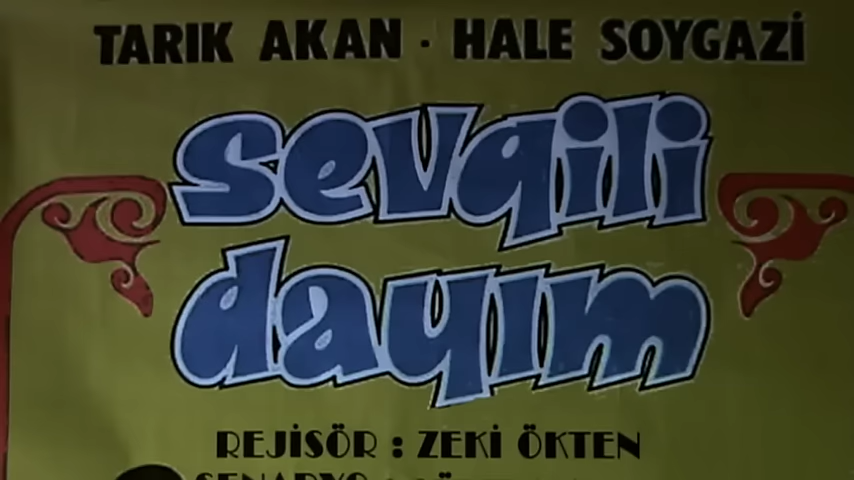 TARIK AKAN · HALE SOYGAZİ
sevgili
dayım
REJİSÖR : ZEKİ ÖKTEN